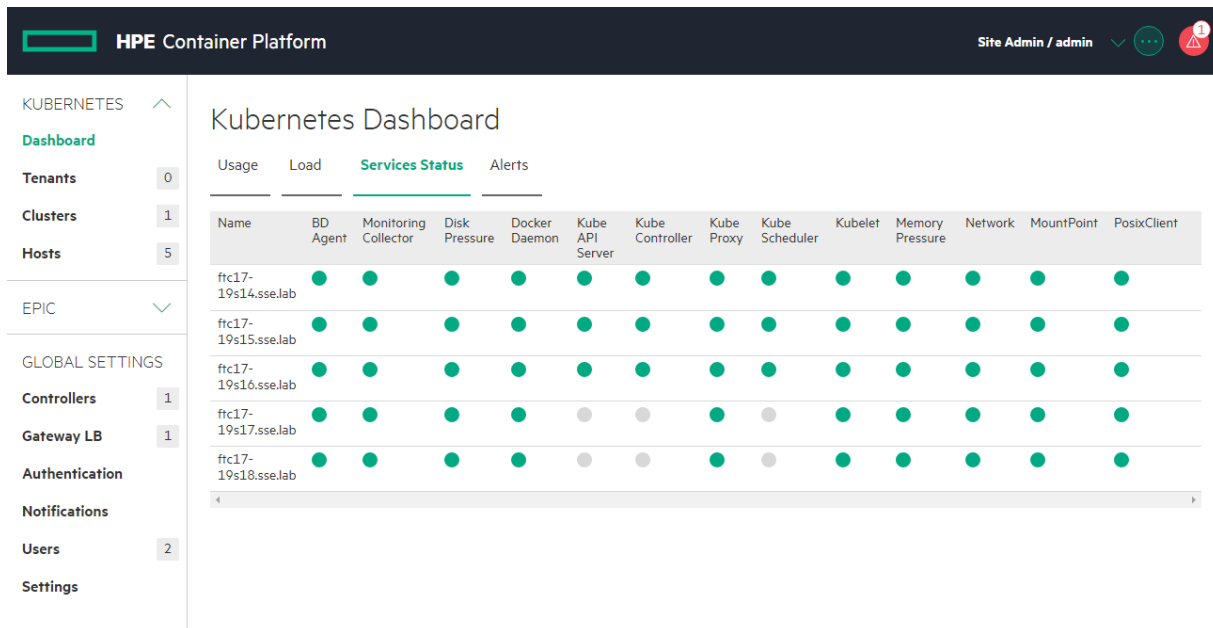 HPE Container Platform
Site Admin / admin
1
KUBERNETES
Dashboard
Tenants 0
Clusters 1
Hosts 5
EPIC
GLOBAL SETTINGS
Controllers 1
Gateway LB 1
Authentication
Notifications
Users 2
Settings
Kubernetes Dashboard
Usage Load Services Status Alerts
Name BD Monitoring Disk Docker Kube Kube Kube Kube Kubelet Memory Network MountPoint PosixClient
Agent Collector Pressure Daemon API Controller Proxy Scheduler Pressure
Server
ftc17-
19s14.sse.lab
ftc17-
19s15.sse.lab
ftc17-
19s16.sse.lab
ftc17-
19s17.sse.lab
ftc17-
19s18.sse.lab